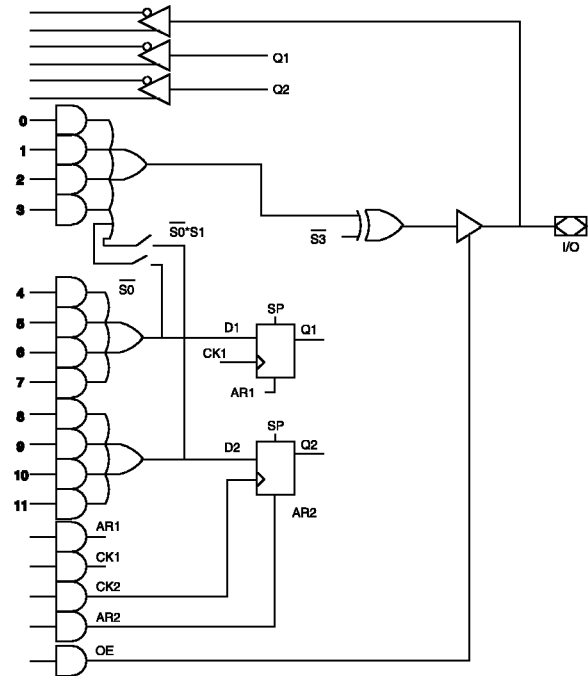 Q1
Q2
0
1
2
3
S0*S1
S3
I/O
S0
4
5
6
7
8
9
10
11
SP
D1
Q1
CK1
AR1
SP
D2
Q2
AR2
AR1
CK1
CK2
AR2
OE